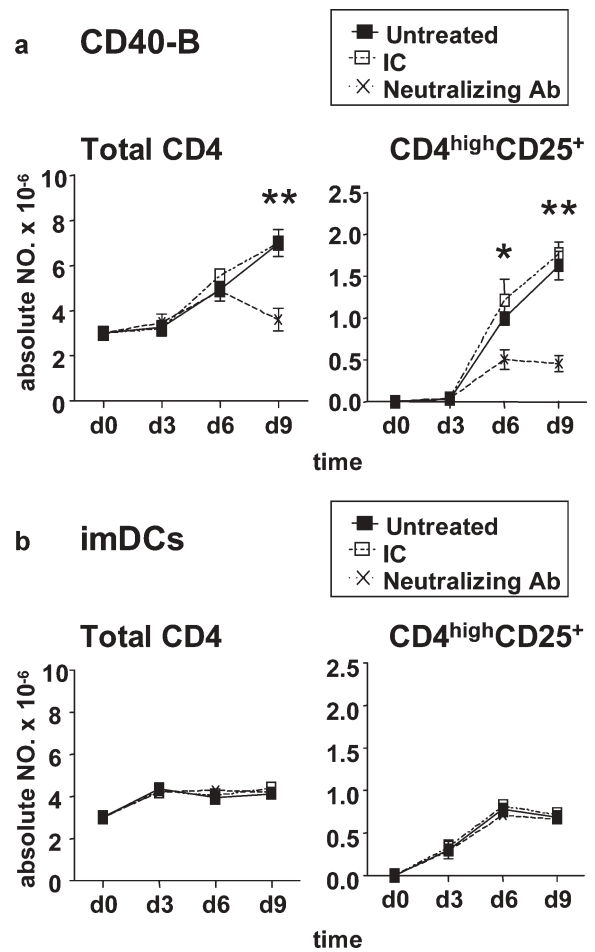 a CD40-B
Untreated
IC
Neutralizing Ab
Total CD4
absolute NO. x 10⁻⁶
10
8
6
4
2
0
**
d0 d3 d6 d9
CD4ʰⁱᵍʰCD25⁺
2.5
2.0
1.5
1.0
0.5
0.0
*
**
d0 d3 d6 d9
time
b imDCs
Untreated
IC
Neutralizing Ab
Total CD4
absolute NO. x 10⁻⁶
10
8
6
4
2
0
d0 d3 d6 d9
CD4ʰⁱᵍʰCD25⁺
2.5
2.0
1.5
1.0
0.5
0.0
d0 d3 d6 d9
time